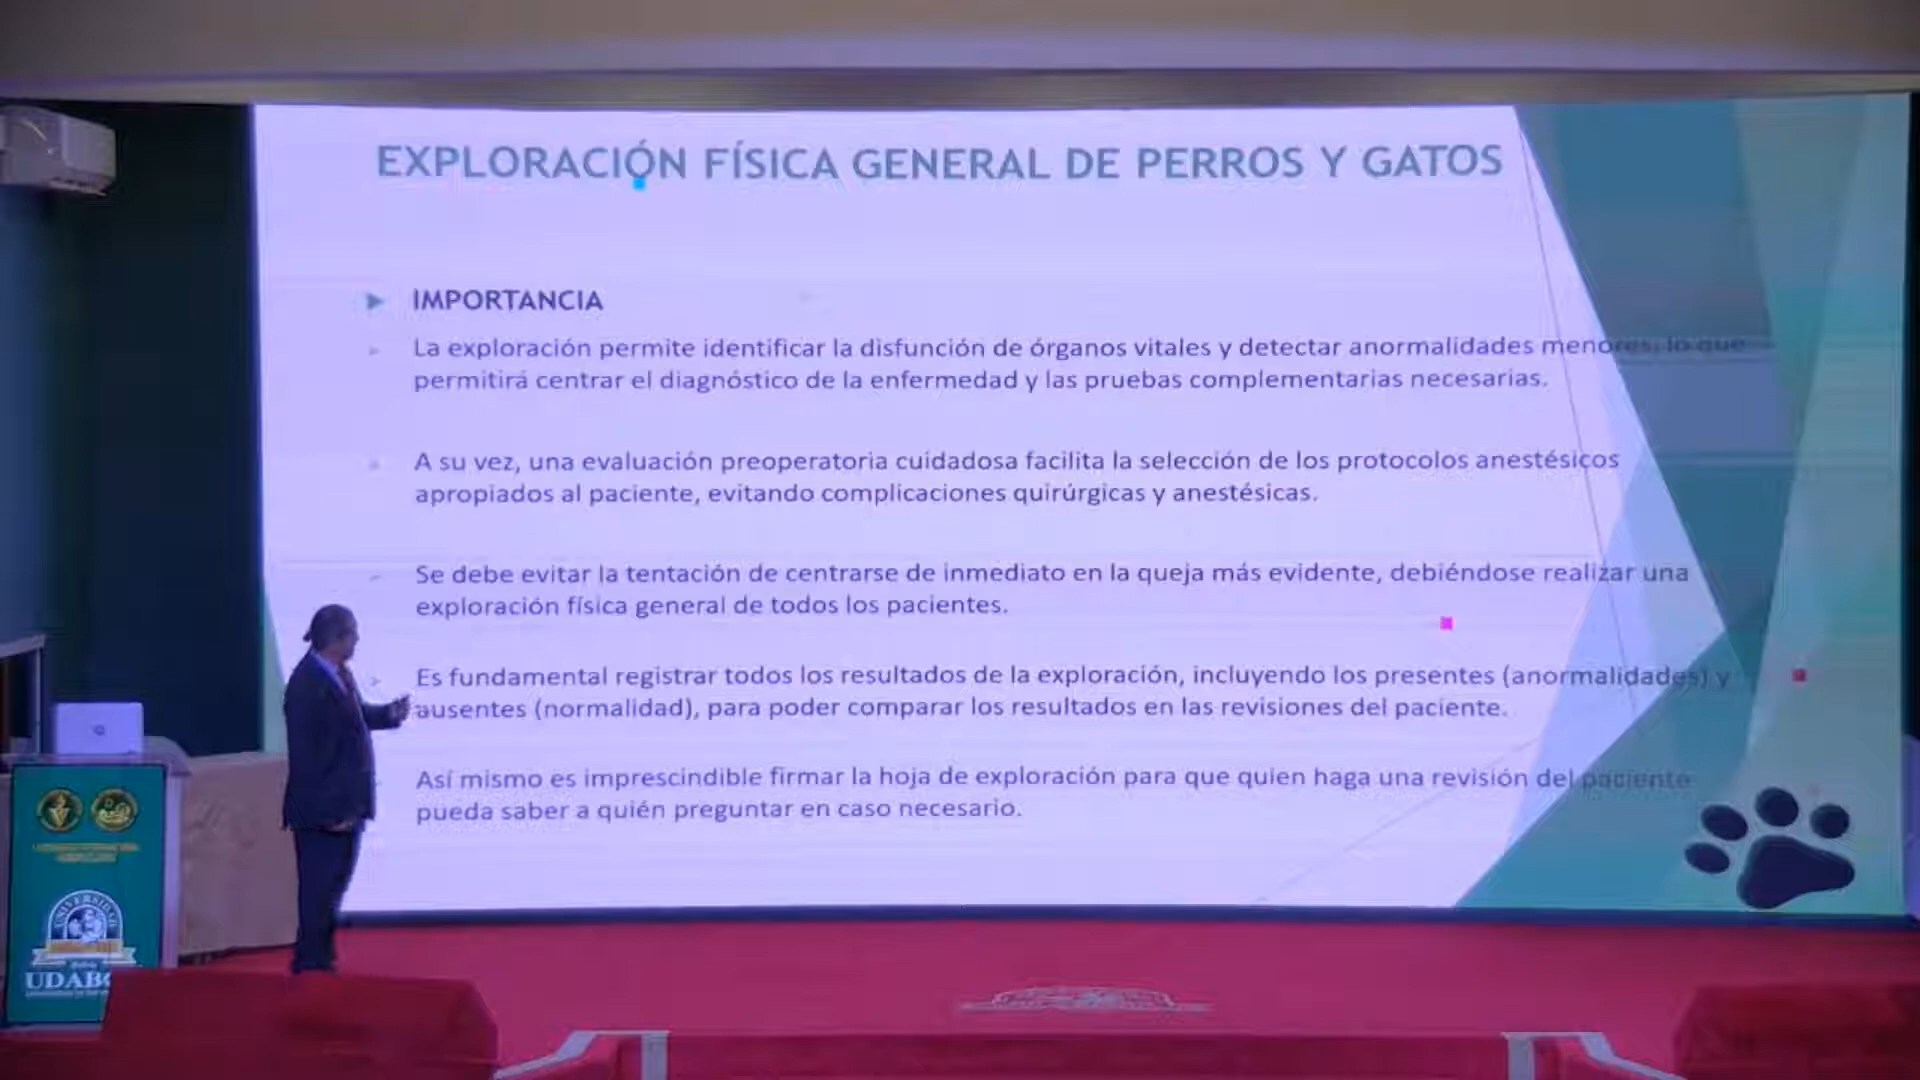 EXPLORACIÓN FÍSICA GENERAL DE PERROS Y GATOS
IMPORTANCIA
La exploración permite identificar la disfunción de órganos vitales y detectar anormalidades menores, lo que
permitirá centrar el diagnóstico de la enfermedad y las pruebas complementarias necesarias.
A su vez, una evaluación preoperatoria cuidadosa facilita la selección de los protocolos anestésicos
apropiados al paciente, evitando complicaciones quirúrgicas y anestésicas.
Se debe evitar la tentación de centrarse de inmediato en la queja más evidente, debiéndose realizar una
exploración física general de todos los pacientes.
Es fundamental registrar todos los resultados de la exploración, incluyendo los presentes (anormalidades) y
ausentes (normalidad), para poder comparar los resultados en las revisiones del paciente.
Así mismo es imprescindible firmar la hoja de exploración para que quien haga una revisión del paciente
pueda saber a quién preguntar en caso necesario.
UNIVERSIDAD
UDAB